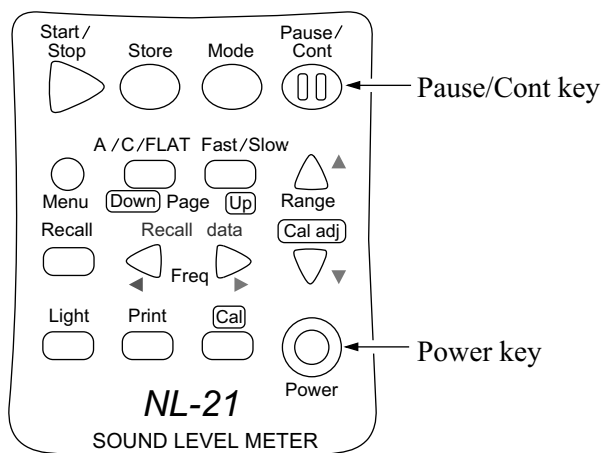 Start/
Stop
Store
Mode
Pause/
Cont
Pause/Cont key
A/C/FLAT
Fast/Slow
Menu
Down Page Up
Range
Recall
Recall data
Cal adj
Freq
Light
Print
Cal
Power key
Power
NL-21
SOUND LEVEL METER